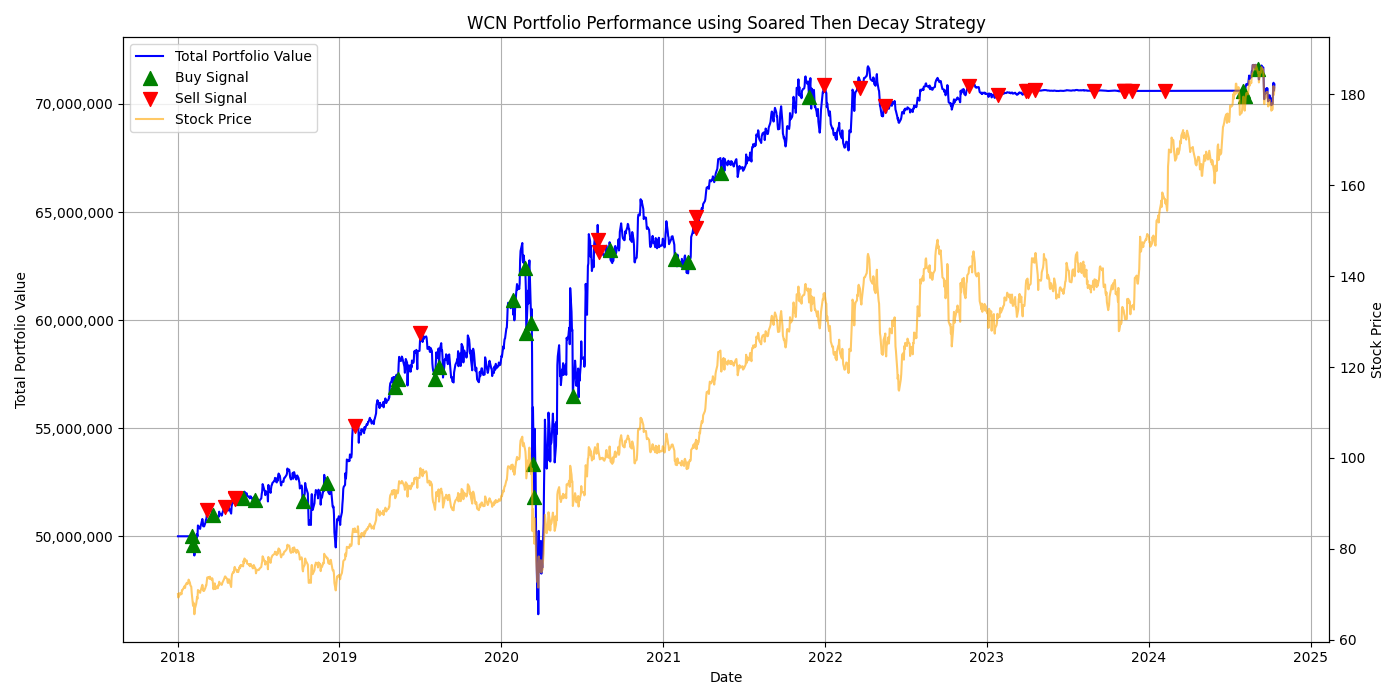 WCN Portfolio Performance using Soared Then Decay Strategy
Total Portfolio Value
Buy Signal
Sell Signal
Stock Price
70,000,000
65,000,000
60,000,000
55,000,000
50,000,000
Total Portfolio Value
180
160
140
120
100
80
60
Stock Price
2018 2019 2020 2021 2022 2023 2024 2025
Date